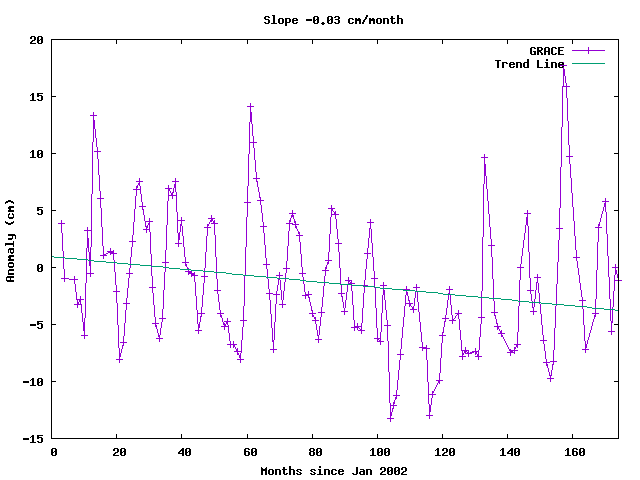 Slope -0.03 cm/month
GRACE
Trend Line
20
15
10
5
0
-5
-10
-15
Anomaly (cm)
0 20 40 60 80 100 120 140 160
Months since Jan 2002